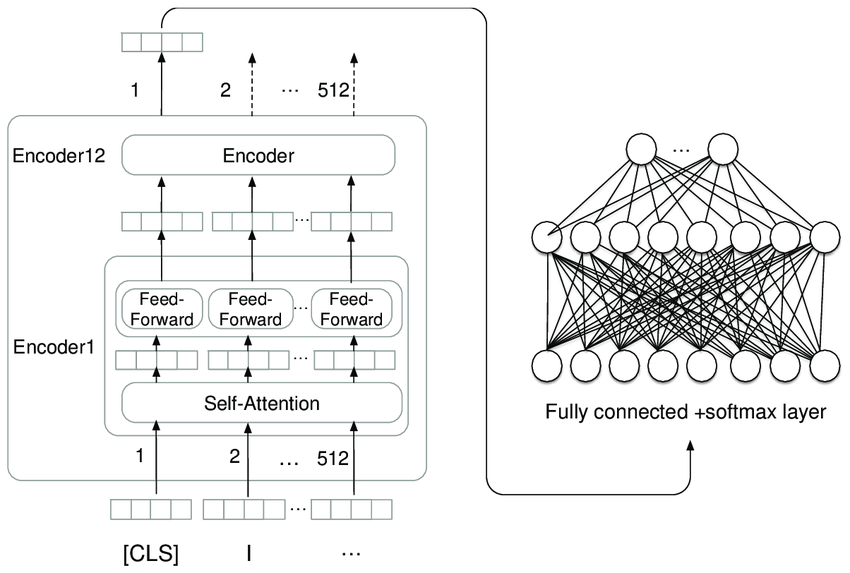 1
2
...
512
Encoder12
Encoder
...
Feed-
Forward
Feed-
Forward
...
Feed-
Forward
Encoder1
...
Self-Attention
1
2
...
512
...
[CLS]
I
...
...
Fully connected +softmax layer